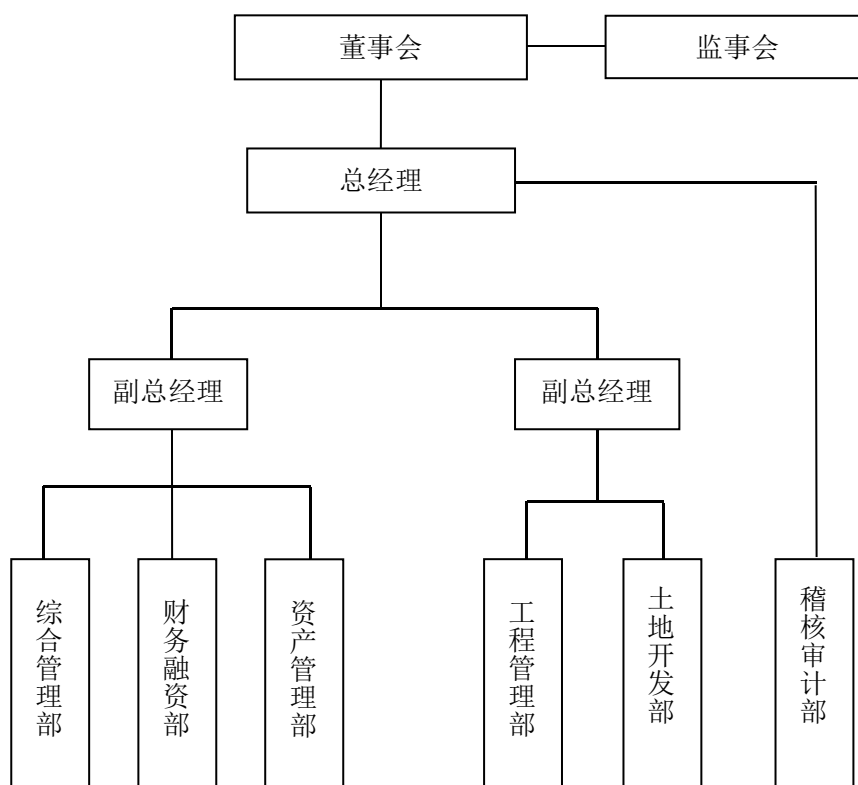 董事会
监事会
总经理
副总经理
副总经理
综合管理部
财务融资部
资产管理部
工程管理部
土地开发部
稽核审计部